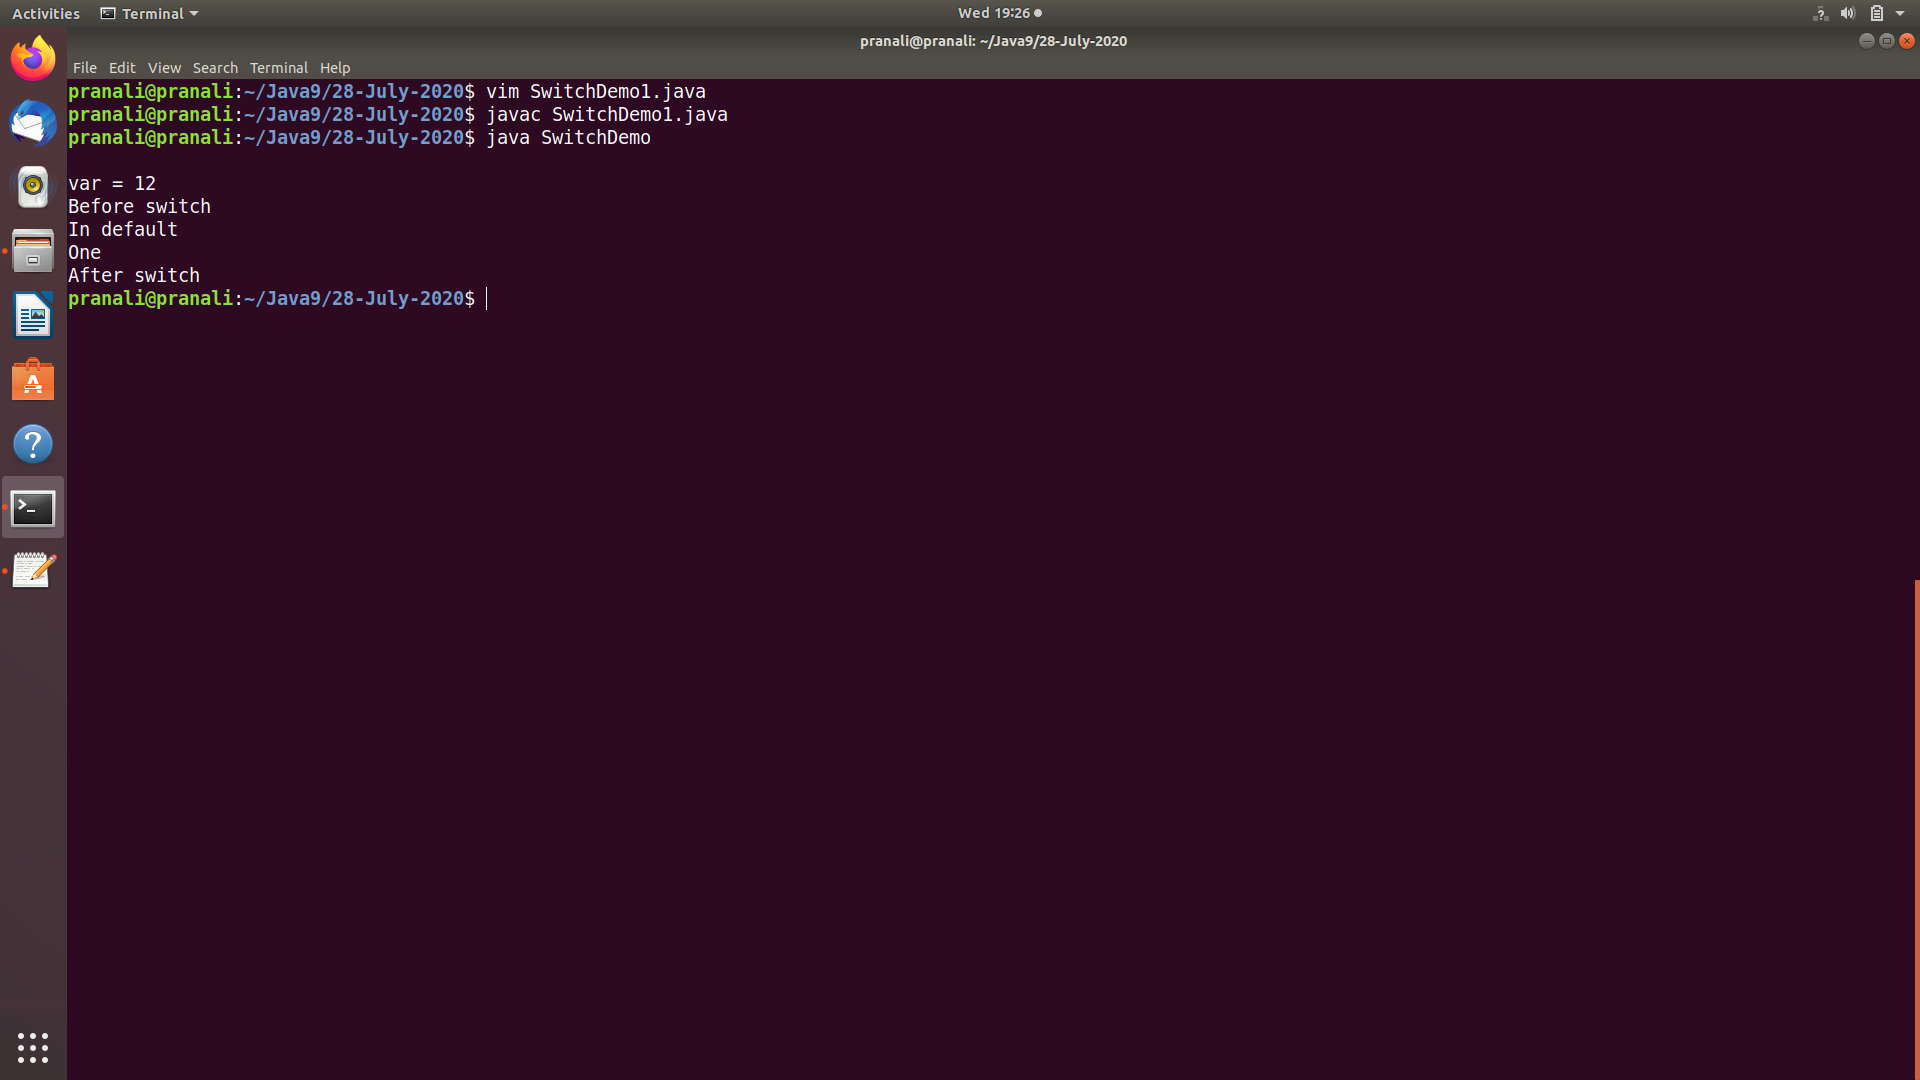 Activities Terminal Wed 19:26
pranali@pranali: ~/Java9/28-July-2020
File Edit View Search Terminal Help
pranali@pranali:~/Java9/28-July-2020$ vim SwitchDemo1.java
pranali@pranali:~/Java9/28-July-2020$ javac SwitchDemo1.java
pranali@pranali:~/Java9/28-July-2020$ java SwitchDemo
var = 12
Before switch
In default
One
After switch
pranali@pranali:~/Java9/28-July-2020$